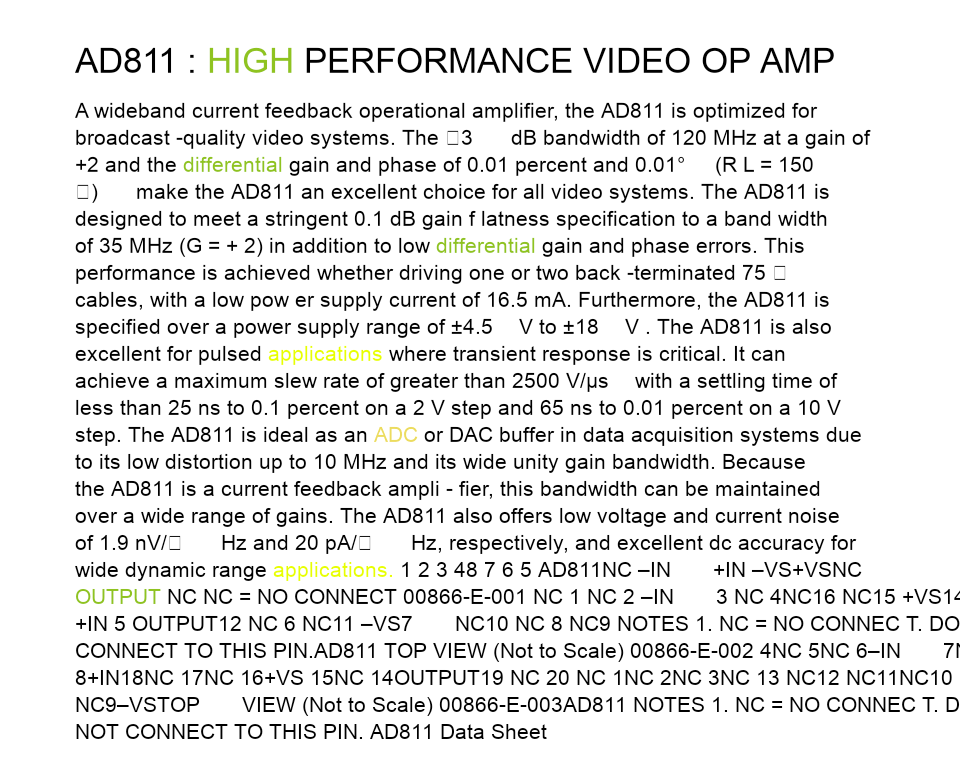 AD811 : HIGH PERFORMANCE VIDEO OP AMP
A wideband current feedback operational amplifier, the AD811 is optimized for
broadcast -quality video systems. The □3 dB bandwidth of 120 MHz at a gain of
+2 and the differential gain and phase of 0.01 percent and 0.01° (R L = 150
□) make the AD811 an excellent choice for all video systems. The AD811 is
designed to meet a stringent 0.1 dB gain f latness specification to a band width
of 35 MHz (G = + 2) in addition to low differential gain and phase errors. This
performance is achieved whether driving one or two back -terminated 75 □
cables, with a low pow er supply current of 16.5 mA. Furthermore, the AD811 is
specified over a power supply range of ±4.5 V to ±18 V . The AD811 is also
excellent for pulsed applications where transient response is critical. It can
achieve a maximum slew rate of greater than 2500 V/μs with a settling time of
less than 25 ns to 0.1 percent on a 2 V step and 65 ns to 0.01 percent on a 10 V
step. The AD811 is ideal as an ADC or DAC buffer in data acquisition systems due
to its low distortion up to 10 MHz and its wide unity gain bandwidth. Because
the AD811 is a current feedback ampli - fier, this bandwidth can be maintained
over a wide range of gains. The AD811 also offers low voltage and current noise
of 1.9 nV/□ Hz and 20 pA/□ Hz, respectively, and excellent dc accuracy for
wide dynamic range applications. 1 2 3 48 7 6 5 AD811NC –IN +IN –VS+VSNC
OUTPUT NC NC = NO CONNECT 00866-E-001 NC 1 NC 2 –IN 3 NC 4NC16 NC15 +VS14
+IN 5 OUTPUT12 NC 6 NC11 –VS7 NC10 NC 8 NC9 NOTES 1. NC = NO CONNEC T. DO
CONNECT TO THIS PIN.AD811 TOP VIEW (Not to Scale) 00866-E-002 4NC 5NC 6–IN 7N
8+IN18NC 17NC 16+VS 15NC 14OUTPUT19 NC 20 NC 1NC 2NC 3NC 13 NC12 NC11NC10
NC9–VSTOP VIEW (Not to Scale) 00866-E-003AD811 NOTES 1. NC = NO CONNEC T. D
NOT CONNECT TO THIS PIN. AD811 Data Sheet